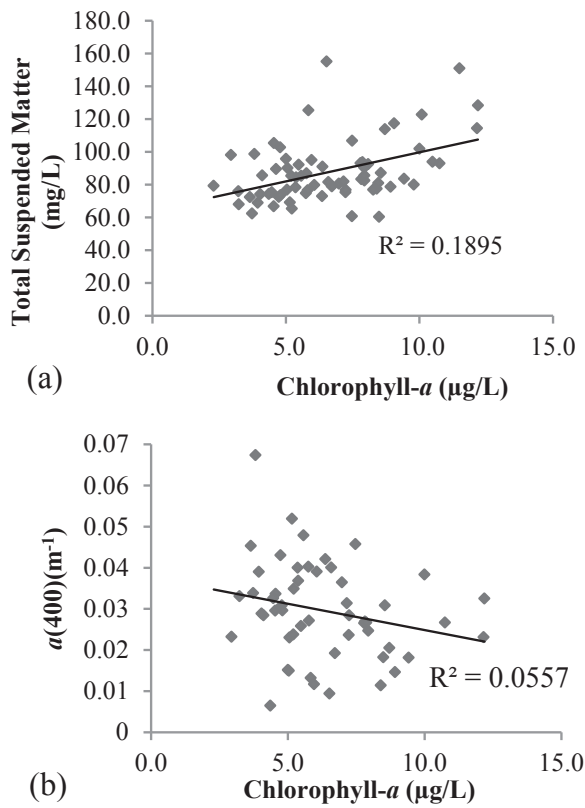 180.0
160.0
140.0
120.0
100.0
80.0
60.0
40.0
20.0
0.0
Total Suspended Matter
(mg/L)
R² = 0.1895
0.0 5.0 10.0 15.0
(a) Chlorophyll-a (µg/L)
0.07
0.06
0.05
0.04
0.03
0.02
0.01
0
a(400)(m⁻¹)
R² = 0.0557
0.0 5.0 10.0 15.0
(b) Chlorophyll-a (µg/L)